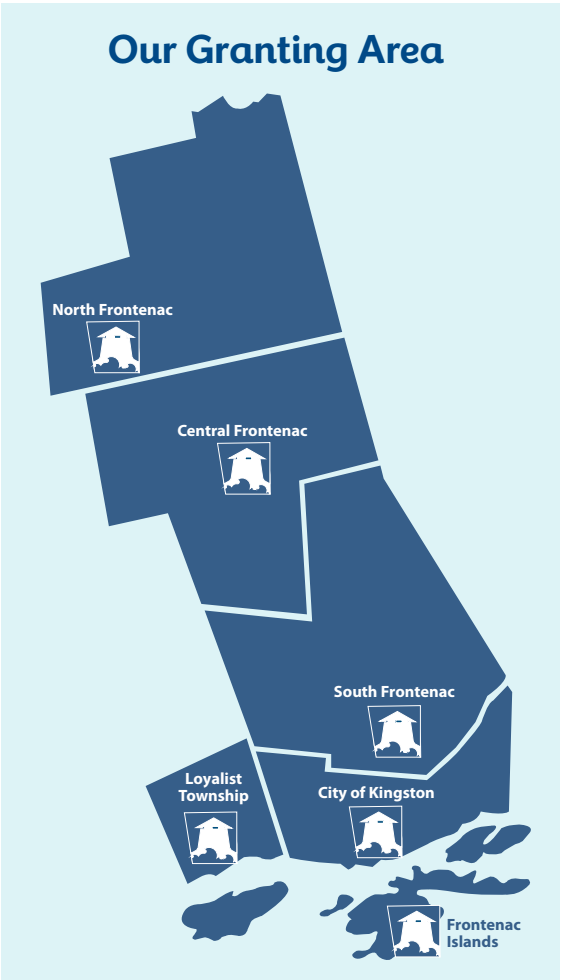 Our Granting Area
North Frontenac
Central Frontenac
South Frontenac
Loyalist
Township
City of Kingston
Frontenac
Islands